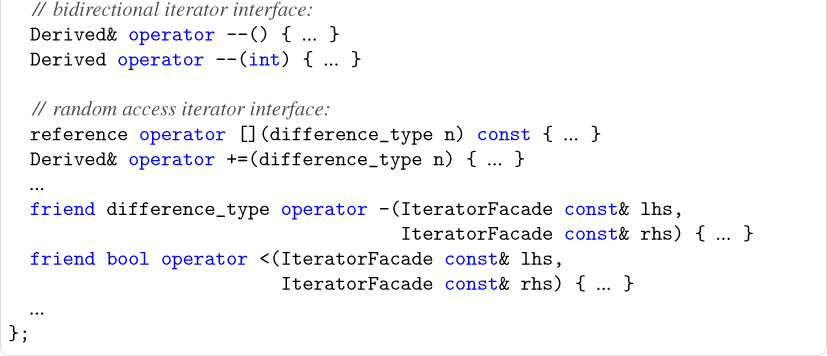 // bidirectional iterator interface:
Derived& operator --() { ... }
Derived operator --(int) { ... }
// random access iterator interface:
reference operator [](difference_type n) const { ... }
Derived& operator +=(difference_type n) { ... }
...
friend difference_type operator -(IteratorFacade const& lhs,
IteratorFacade const& rhs) { ... }
friend bool operator <(IteratorFacade const& lhs,
IteratorFacade const& rhs) { ... }
...
};